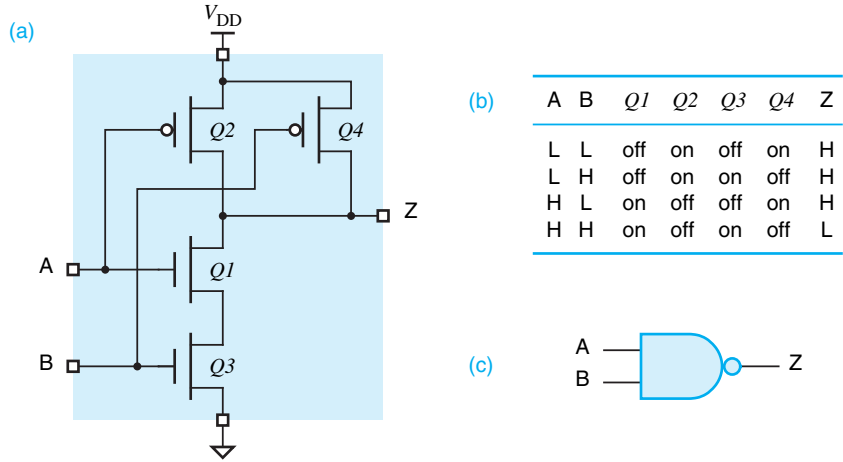 (a)
V_DD
Q2
Q4
Z
A
Q1
B
Q3
(b)
A B Q1 Q2 Q3 Q4 Z
L L off on off on H
L H off on on off H
H L on off off on H
H H on off on off L
(c)
A
B
Z